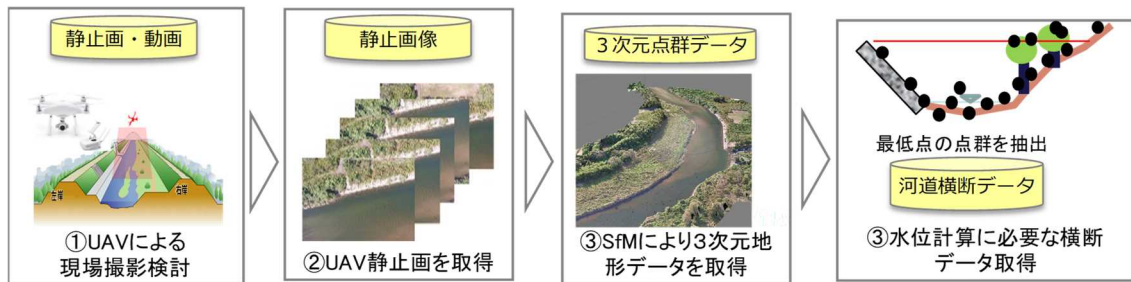 静止画・動画
左岸
右岸
①UAVによる
現場撮影検討
静止画像
②UAV静止画を取得
3次元点群データ
③SfMにより3次元地
形データを取得
最低点の点群を抽出
河道横断データ
③水位計算に必要な横断
データ取得